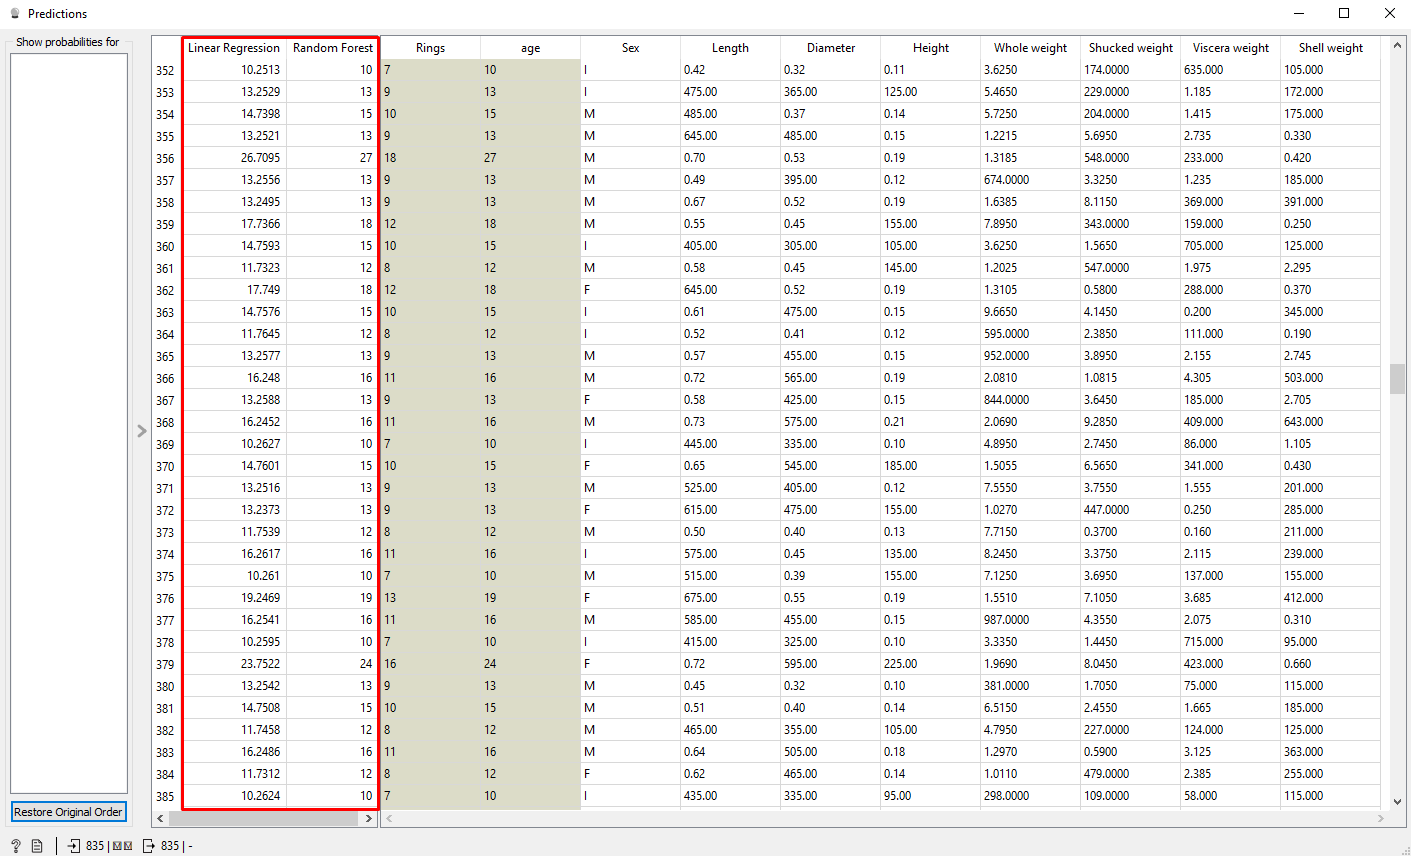 Predictions
Show probabilities for
Linear Regression Random Forest Rings age Sex Length Diameter Height Whole weight Shucked weight Viscera weight Shell weight
352 10.2513 10 7 10 I 0.42 0.32 0.11 3.6250 174.0000 635.000 105.000
353 13.2529 13 9 13 I 475.00 365.00 125.00 5.4650 229.0000 1.185 172.000
354 14.7398 15 10 15 M 485.00 0.37 0.14 5.7250 204.0000 1.415 175.000
355 13.2521 13 9 13 M 645.00 485.00 0.15 1.2215 5.6950 2.735 0.330
356 26.7095 27 18 27 M 0.70 0.53 0.19 1.3185 548.0000 233.000 0.420
357 13.2556 13 9 13 M 0.49 395.00 0.12 674.0000 3.3250 1.235 185.000
358 13.2495 13 9 13 M 0.67 0.52 0.19 1.6385 8.1150 369.000 391.000
359 17.7366 18 12 18 M 0.55 0.45 155.00 7.8950 343.0000 159.000 0.250
360 14.7593 15 10 15 I 405.00 305.00 105.00 3.6250 1.5650 705.000 125.000
361 11.7323 12 8 12 M 0.58 0.45 145.00 1.2025 547.0000 1.975 2.295
362 17.749 18 12 18 F 645.00 0.52 0.19 1.3105 0.5800 288.000 0.370
363 14.7576 15 10 15 I 0.61 475.00 0.15 9.6650 4.1450 0.200 345.000
364 11.7645 12 8 12 I 0.52 0.41 0.12 595.0000 2.3850 111.000 0.190
365 13.2577 13 9 13 M 0.57 455.00 0.15 952.0000 3.8950 2.155 2.745
366 16.248 16 11 16 M 0.72 565.00 0.19 2.0810 1.0815 4.305 503.000
367 13.2588 13 9 13 F 0.58 425.00 0.15 844.0000 3.6450 185.000 2.705
368 16.2452 16 11 16 M 0.73 575.00 0.21 2.0690 9.2850 409.000 643.000
369 10.2627 10 7 10 I 445.00 335.00 0.10 4.8950 2.7450 86.000 1.105
370 14.7601 15 10 15 F 0.65 545.00 185.00 1.5055 6.5650 341.000 0.430
371 13.2516 13 9 13 M 525.00 405.00 0.12 7.5550 3.7550 1.555 201.000
372 13.2373 13 9 13 F 615.00 475.00 155.00 1.0270 447.0000 0.250 285.000
373 11.7539 12 8 12 M 0.50 0.40 0.13 7.7150 0.3700 0.160 211.000
374 16.2617 16 11 16 I 575.00 0.45 135.00 8.2450 3.3750 2.115 239.000
375 10.261 10 7 10 M 515.00 0.39 155.00 7.1250 3.6950 137.000 155.000
376 19.2469 19 13 19 F 675.00 0.55 0.19 1.5510 7.1050 3.685 412.000
377 16.2541 16 11 16 M 585.00 455.00 0.15 987.0000 4.3550 2.075 0.310
378 10.2595 10 7 10 I 415.00 325.00 0.10 3.3350 1.4450 715.000 95.000
379 23.7522 24 16 24 F 0.72 595.00 225.00 1.9690 8.0450 423.000 0.660
380 13.2542 13 9 13 M 0.45 0.32 0.10 381.0000 1.7050 75.000 115.000
381 14.7508 15 10 15 M 0.51 0.40 0.14 6.5150 2.4550 1.665 185.000
382 11.7458 12 8 12 M 465.00 355.00 105.00 4.7950 227.0000 124.000 125.000
383 16.2486 16 11 16 M 0.64 505.00 0.18 1.2970 0.5900 3.125 363.000
384 11.7312 12 8 12 F 0.62 465.00 0.14 1.0110 479.0000 2.385 255.000
385 10.2624 10 7 10 I 435.00 335.00 95.00 298.0000 109.0000 58.000 115.000
Restore Original Order
? 835 | 835 | -